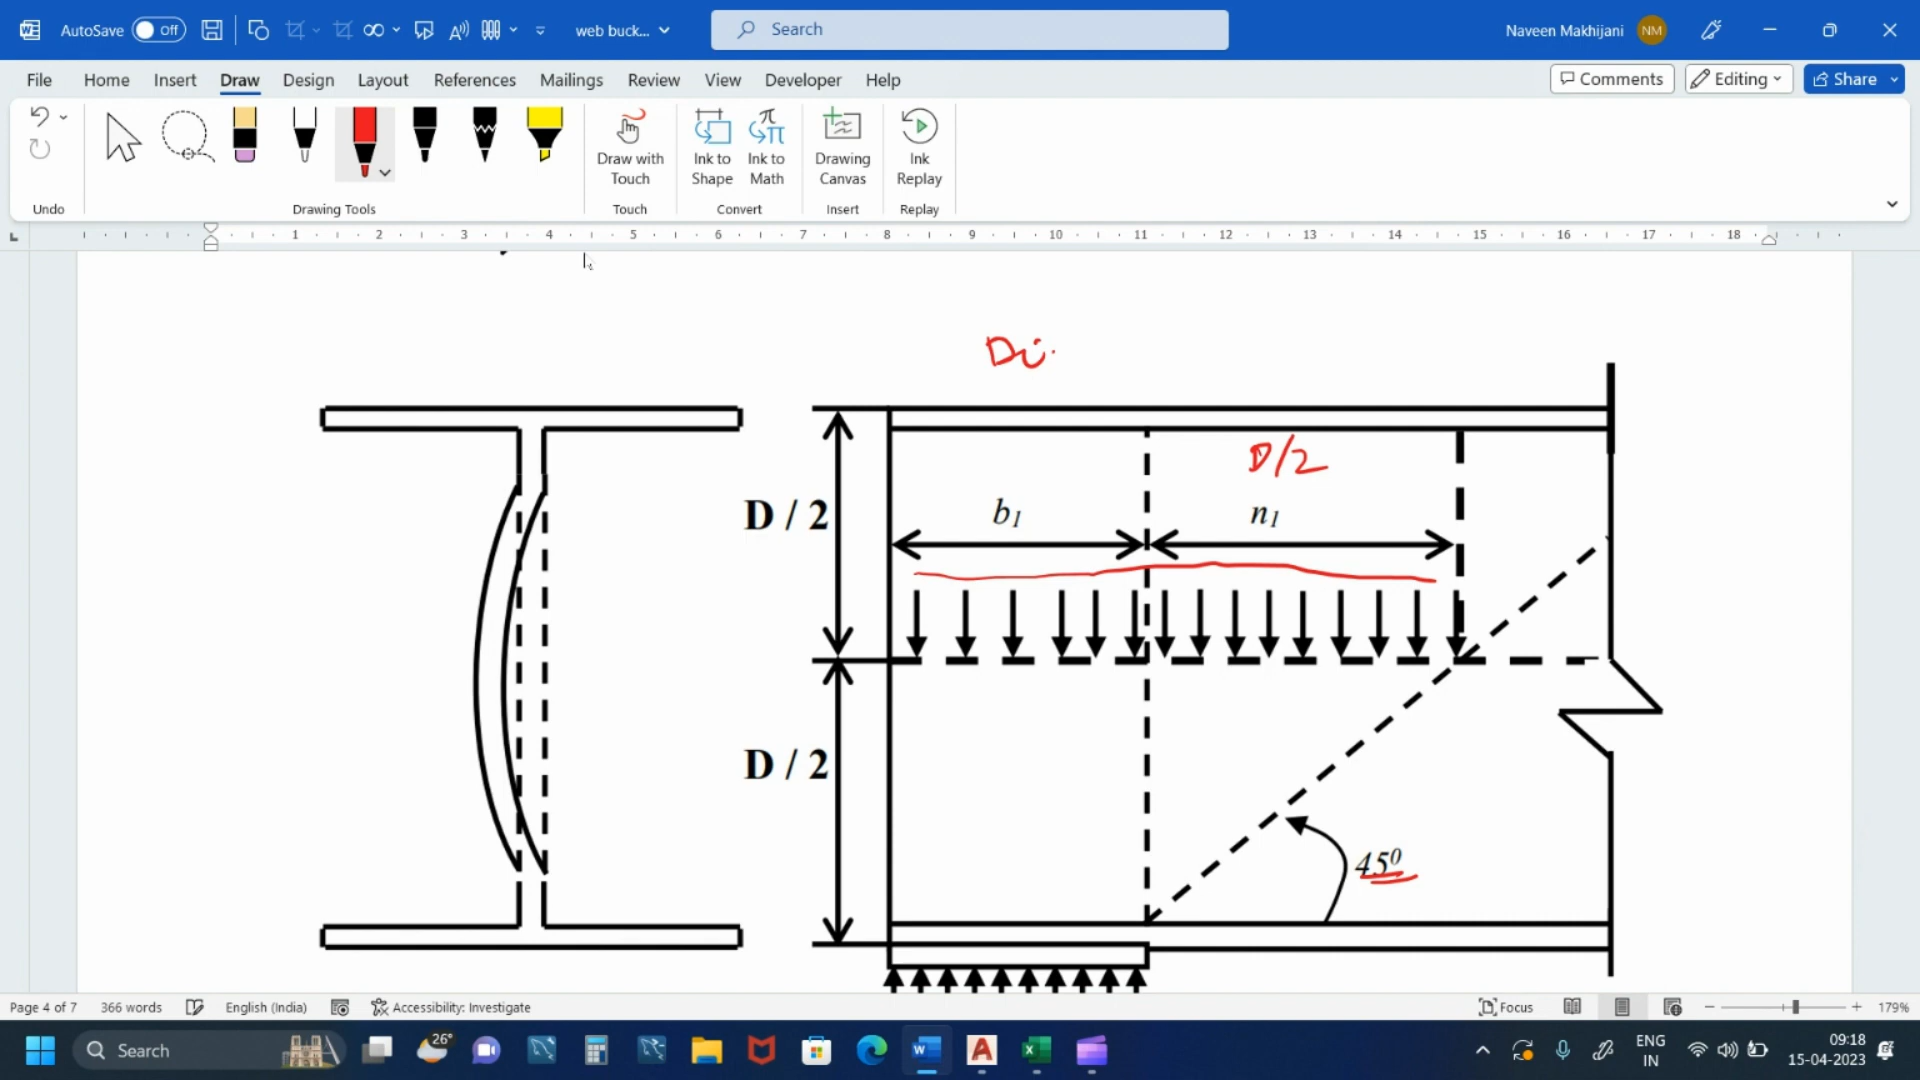 AutoSave Off web buck... Search Naveen Makhijani NM
File Home Insert Draw Design Layout References Mailings Review View Developer Help Comments Editing Share
Draw with Touch
Ink to Shape
Ink to Math
Drawing Canvas
Ink Replay
Undo Drawing Tools Touch Convert Insert Replay
1 2 3 4 5 6 7 8 9 10 11 12 13 14 15 16 17 18
Di
D/2
D / 2 b1 n1
D / 2
45⁰
Page 4 of 7 366 words English (India) Accessibility: Investigate Focus 179%
Search 26° ENG IN 09:18 15-04-2023